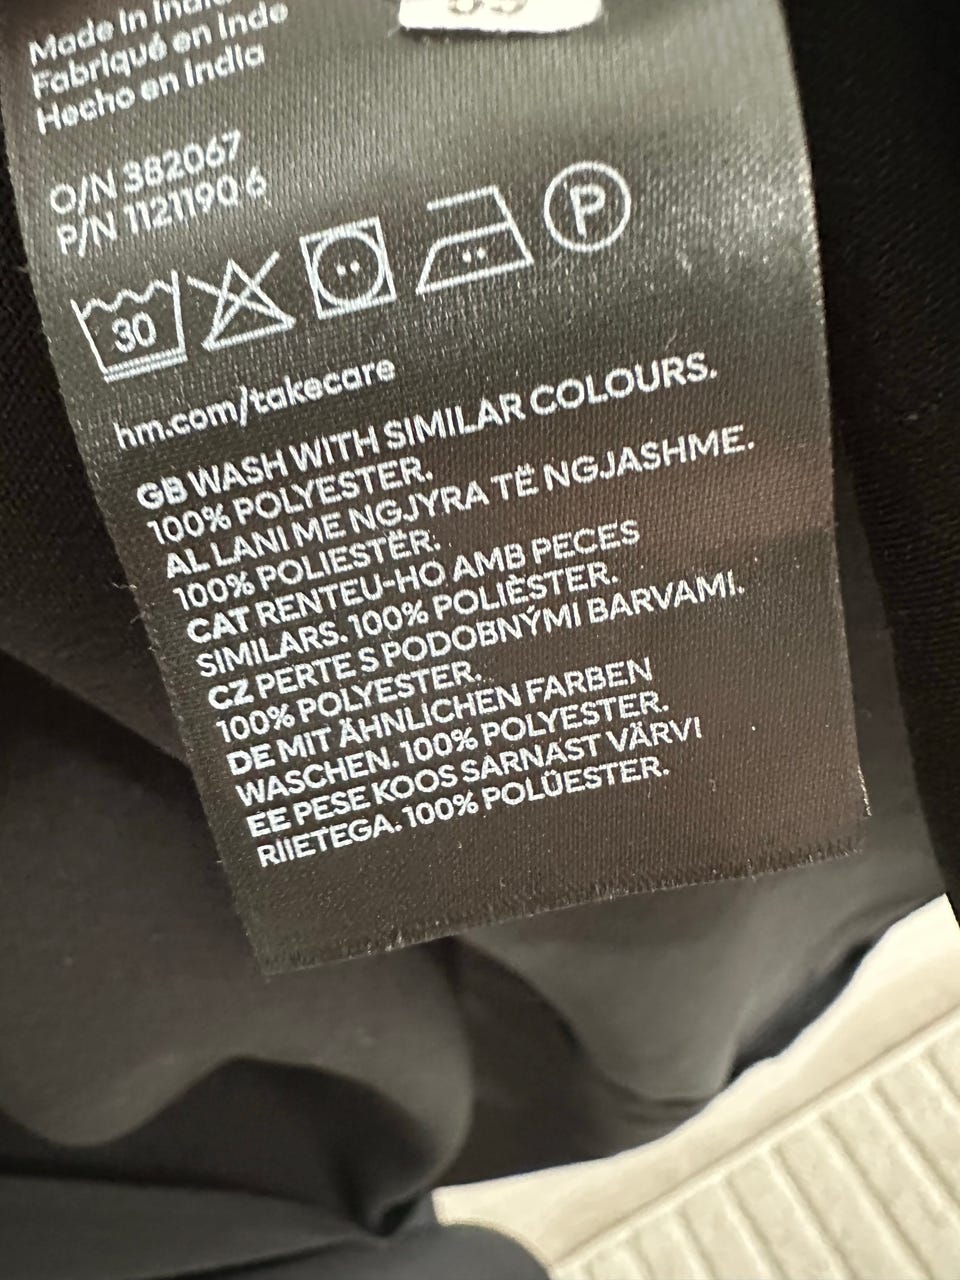 Made in India
Fabriqué en Inde
Hecho en India
O/N 382067
P/N 1121190 6
30
P
hm.com/takecare
GB WASH WITH SIMILAR COLOURS.
100% POLYESTER.
AL LANI ME NGJYRA TË NGJASHME.
100% POLIESTËR.
CAT RENTEU-HO AMB PECES
SIMILARS. 100% POLIÈSTER.
CZ PERTE S PODOBNÝMI BARVAMI.
100% POLYESTER.
DE MIT ÄHNLICHEN FARBEN
WASCHEN. 100% POLYESTER.
EE PESE KOOS SARNAST VÄRVI
RIIETEGA. 100% POLÜESTER.